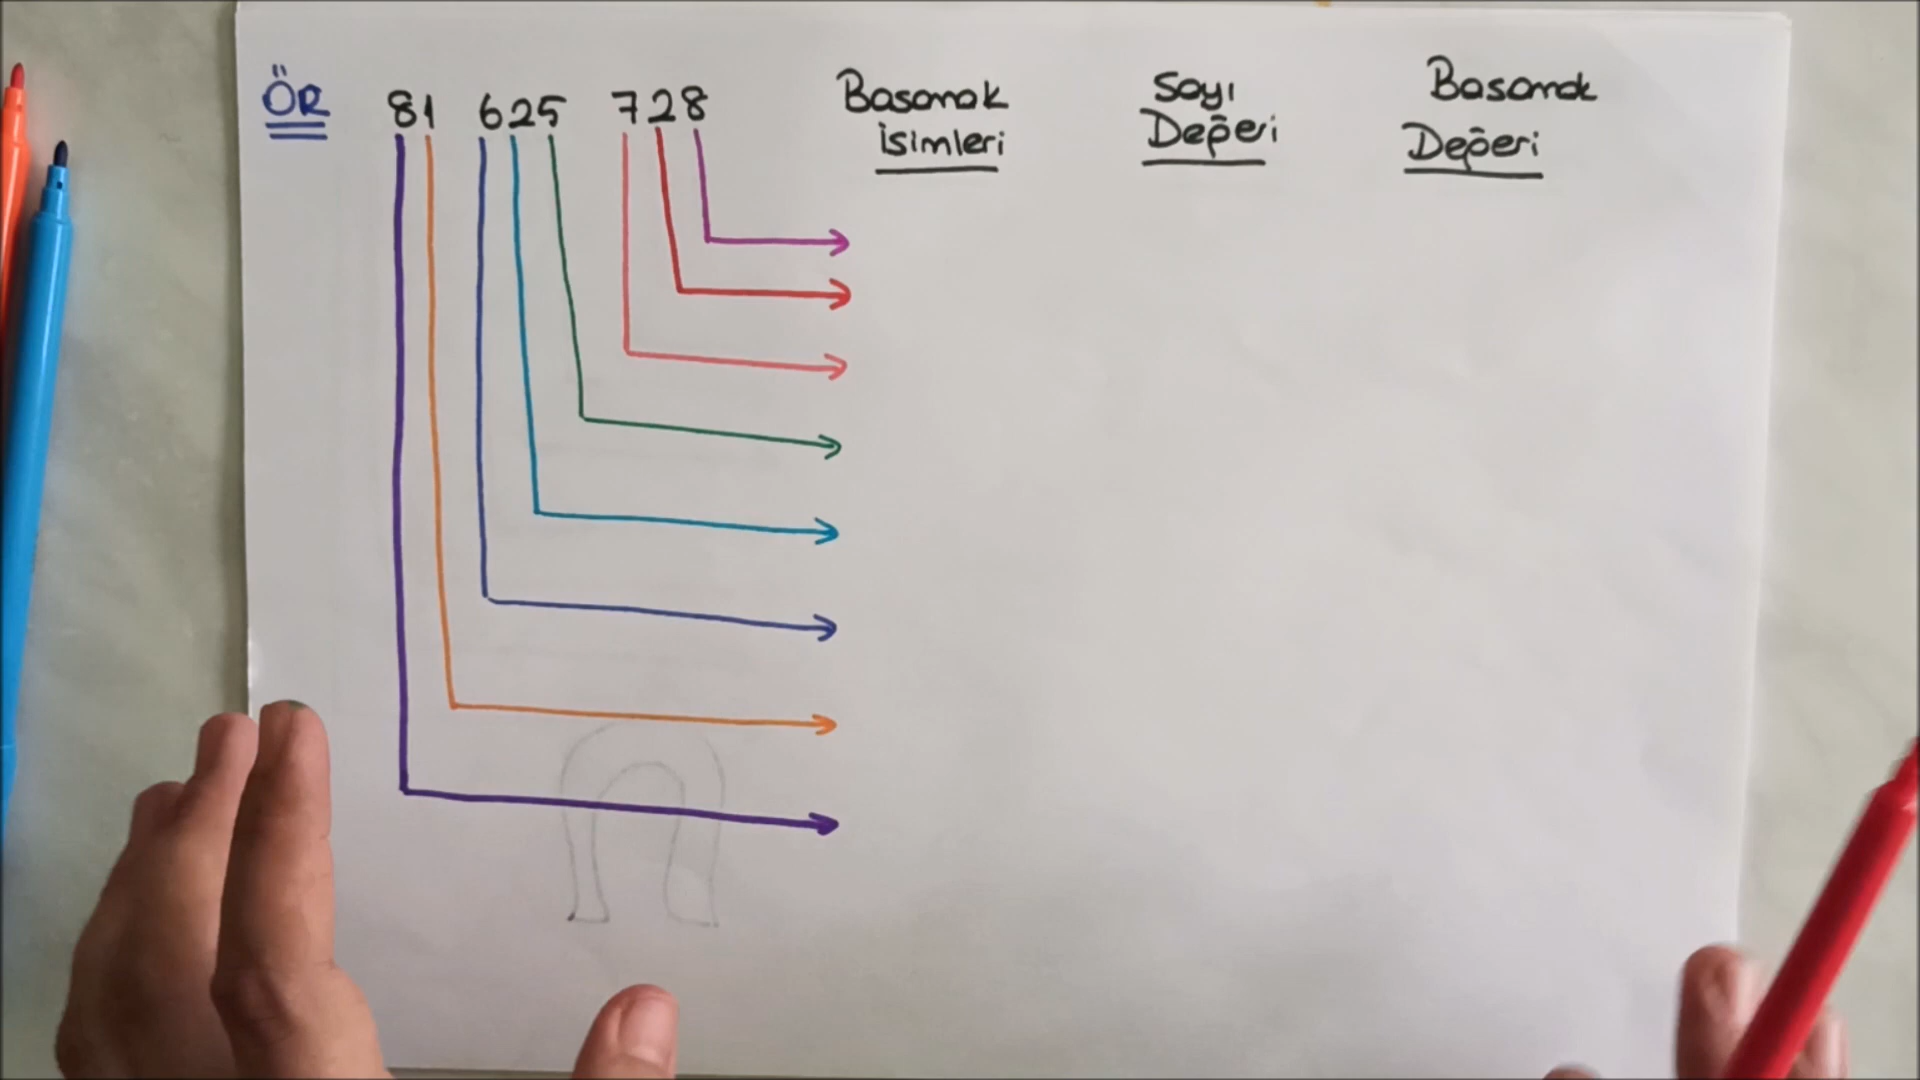 ÖR 81 625 728
Basamak
İsimleri
Sayı
Değeri
Basamak
Değeri